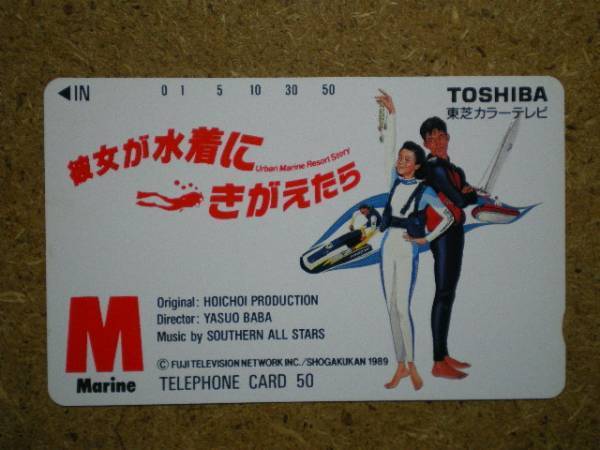 ◀IN 0 1 5 10 30 50
TOSHIBA
東芝カラーテレビ
彼女が水着に
Urban Marine Resort Story
きがえたら
M
Marine
Original: HOICHOI PRODUCTION
Director: YASUO BABA
Music by SOUTHERN ALL STARS
© FUJI TELEVISION NETWORK INC./SHOGAKUKAN 1989
TELEPHONE CARD 50